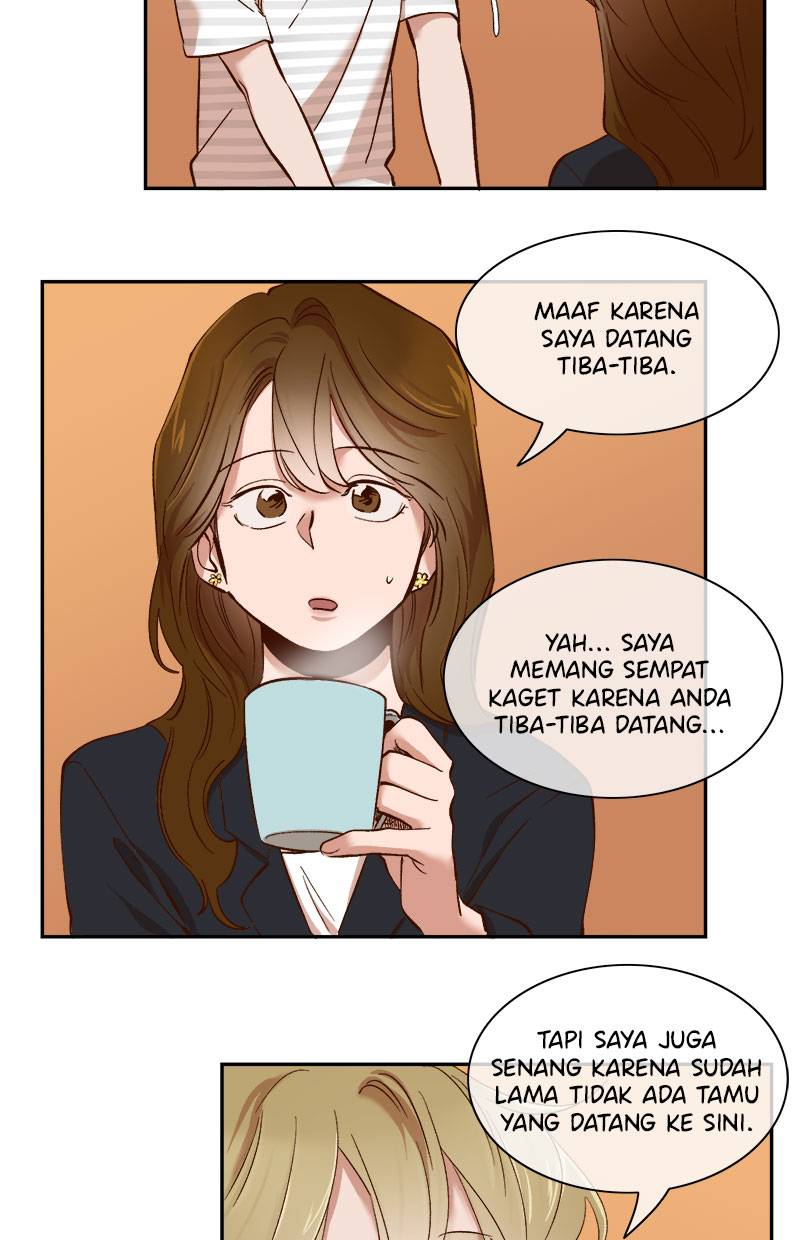 MAAF KARENA
SAYA DATANG
TIBA-TIBA.
YAH... SAYA
MEMANG SEMPAT
KAGET KARENA ANDA
TIBA-TIBA DATANG...
TAPI SAYA JUGA
SENANG KARENA SUDAH
LAMA TIDAK ADA TAMU
YANG DATANG KE SINI.